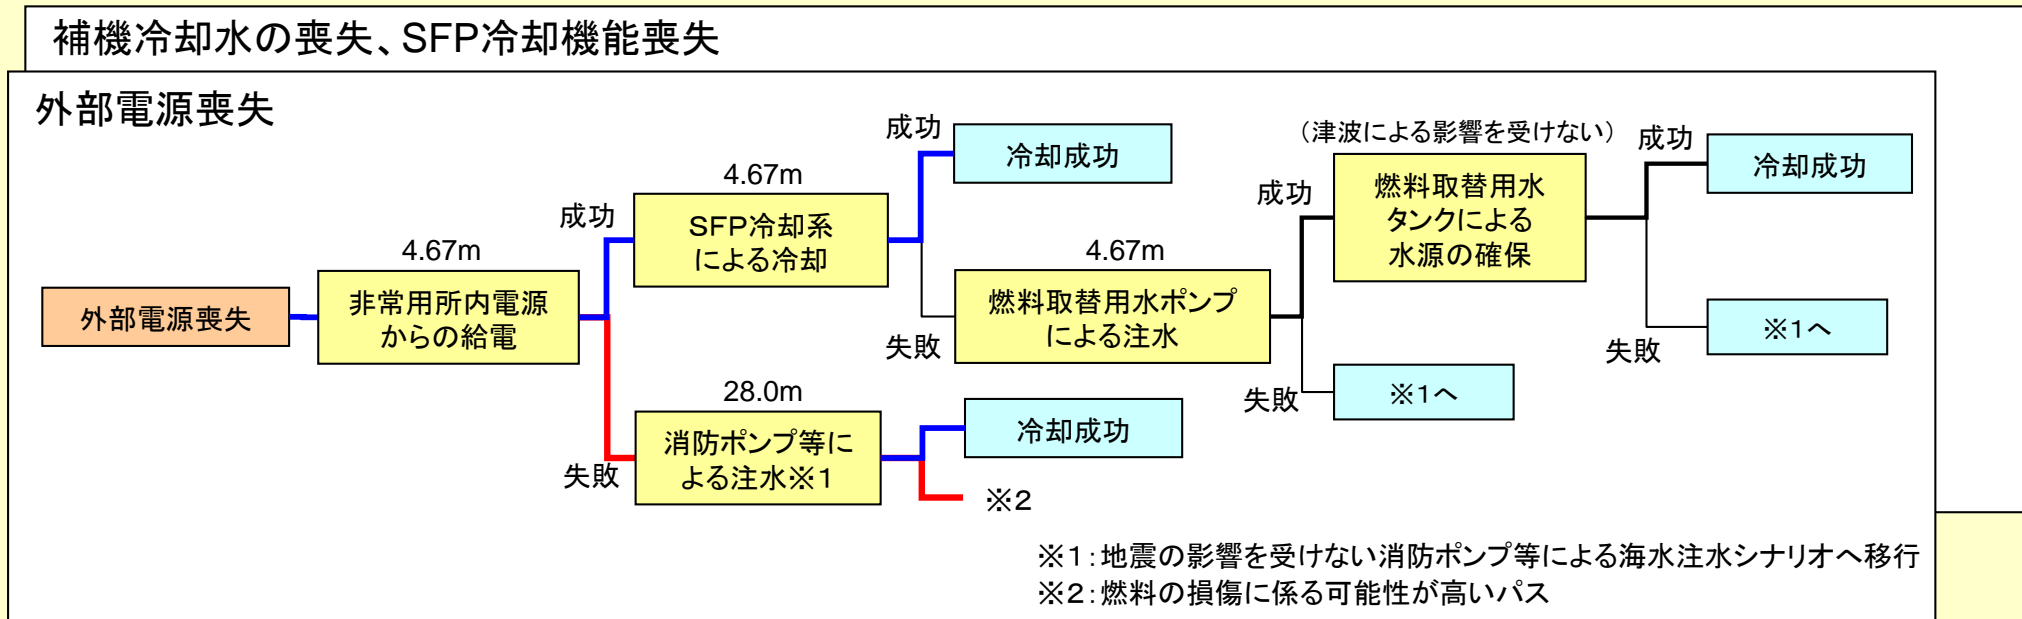 補機冷却水の喪失、SFP冷却機能喪失
外部電源喪失
外部電源喪失
4.67m
非常用所内電源
からの給電
成功
失敗
4.67m
SFP冷却系
による冷却
成功
冷却成功
失敗
4.67m
燃料取替用水ポンプ
による注水
成功
（津波による影響を受けない）
燃料取替用水
タンクによる
水源の確保
成功
冷却成功
失敗
※1へ
失敗
※1へ
28.0m
消防ポンプ等に
よる注水※1
冷却成功
※2
※1：地震の影響を受けない消防ポンプ等による海水注水シナリオへ移行
※2：燃料の損傷に係る可能性が高いパス